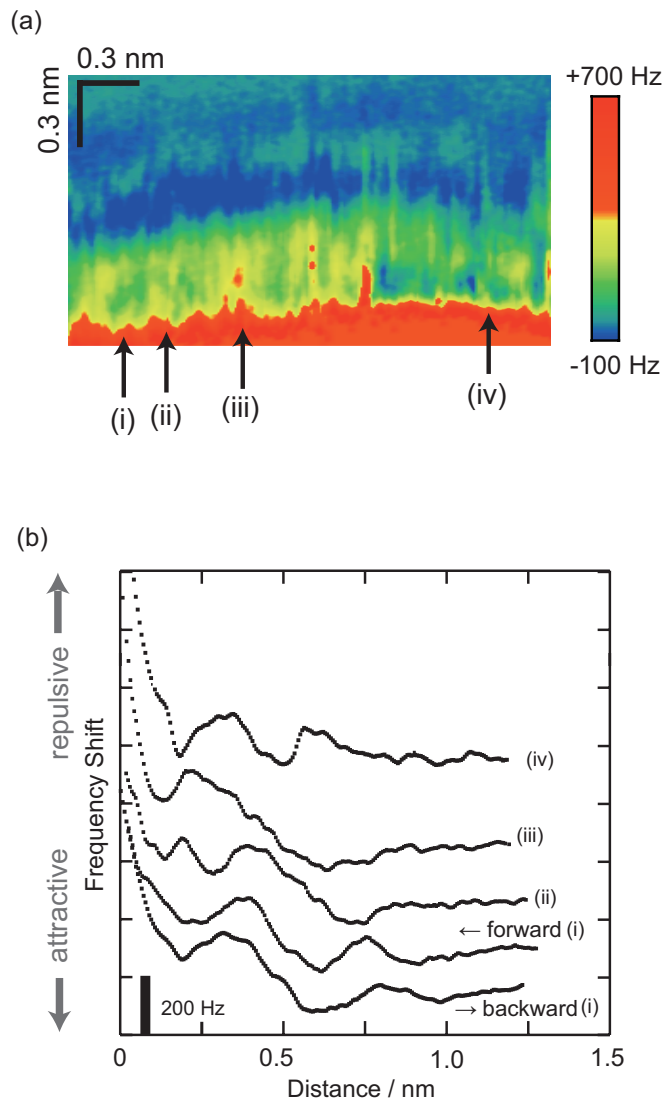 (a)
0.3 nm
0.3 nm
+700 Hz
-100 Hz
(i)
(ii)
(iii)
(iv)
(b)
repulsive
attractive
Frequency Shift
(iv)
(iii)
(ii)
← forward (i)
→ backward (i)
200 Hz
0
0.5
1.0
1.5
Distance / nm